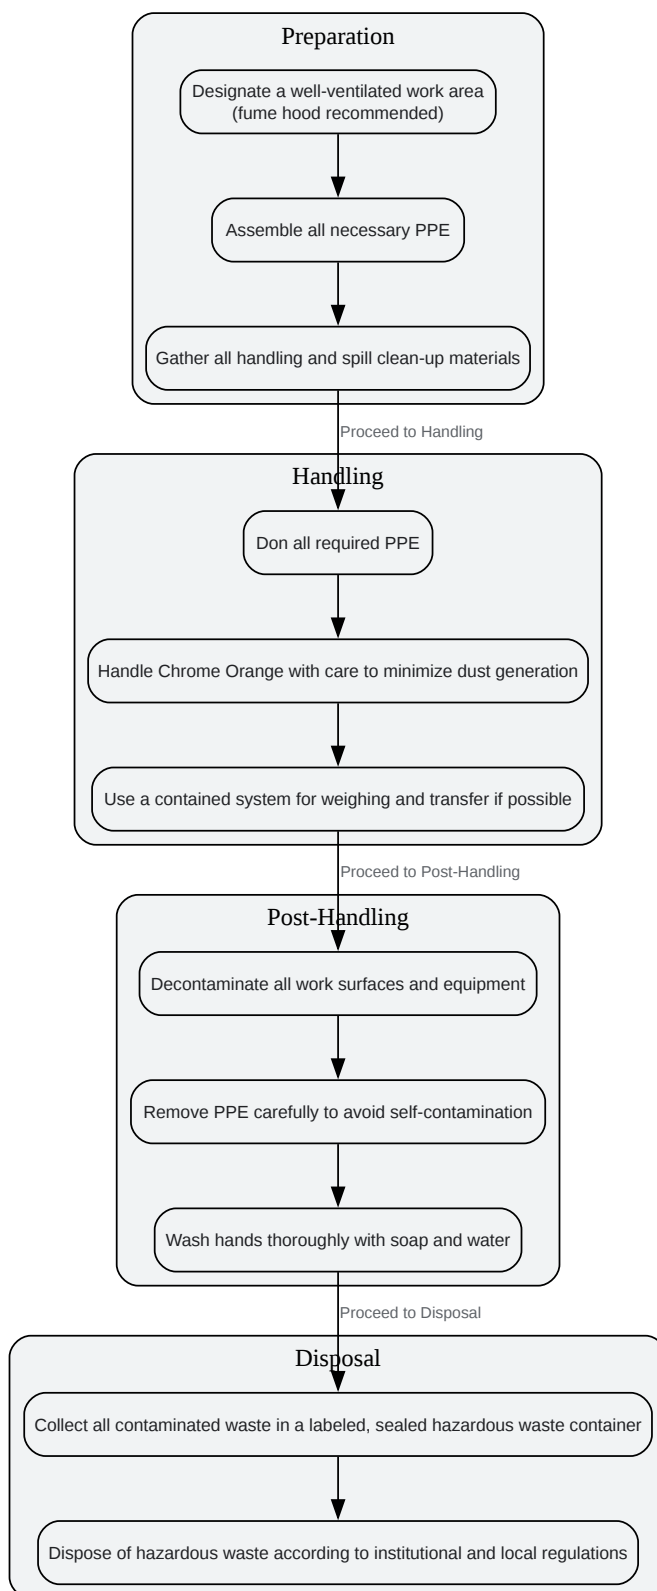 Preparation
Designate a well-ventilated work area
(fume hood recommended)
Assemble all necessary PPE
Gather all handling and spill clean-up materials
Proceed to Handling
Handling
Don all required PPE
Handle Chrome Orange with care to minimize dust generation
Use a contained system for weighing and transfer if possible
Proceed to Post-Handling
Post-Handling
Decontaminate all work surfaces and equipment
Remove PPE carefully to avoid self-contamination
Wash hands thoroughly with soap and water
Proceed to Disposal
Disposal
Collect all contaminated waste in a labeled, sealed hazardous waste container
Dispose of hazardous waste according to institutional and local regulations